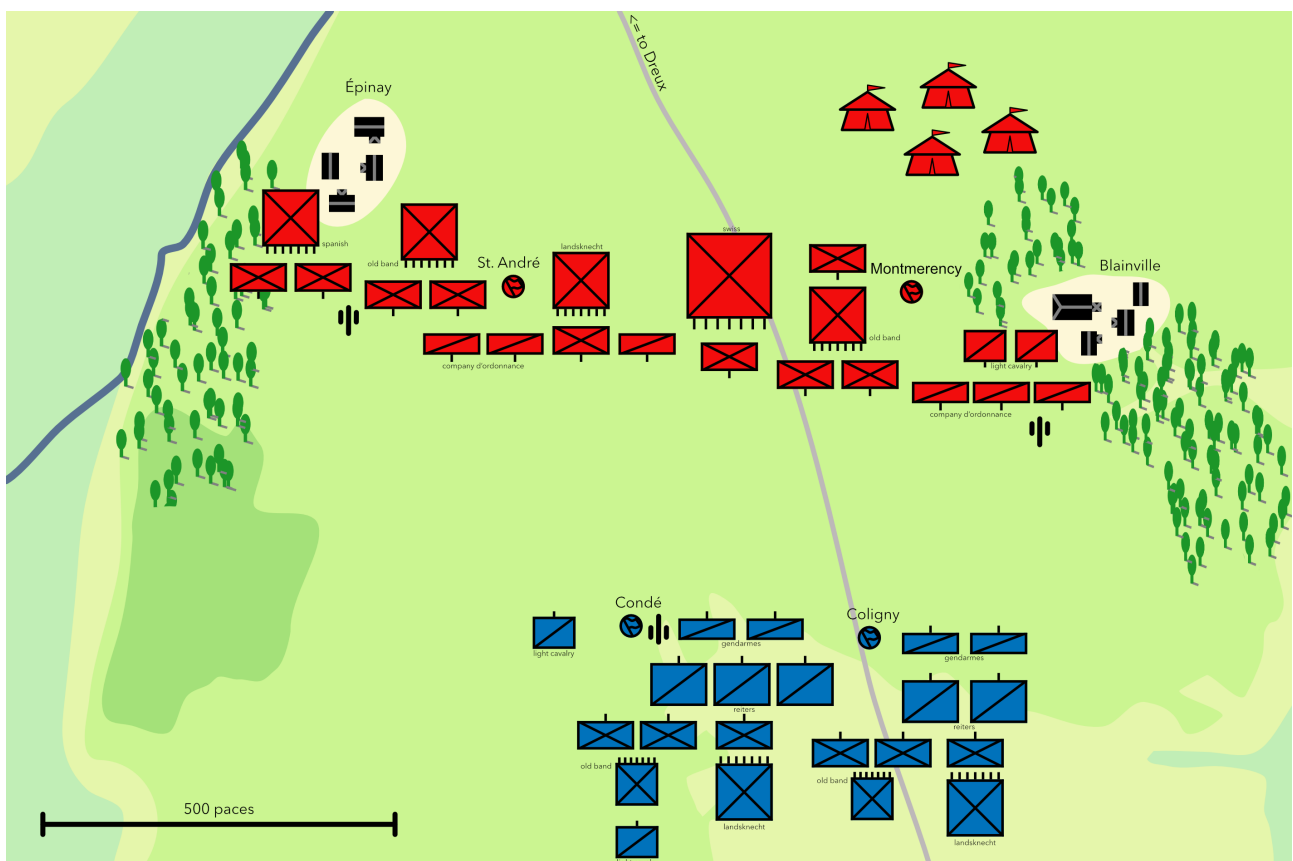 <= to Dreux
Épinay
swiss
spanish
landsknecht
old band
St. André
Montmerency
Blainville
old band
light cavalry
company d'ordonnance
company d'ordonnance
Condé
Coligny
light cavalry
gendarmes
gendarmes
reiters
reiters
old band
old band
500 paces
landsknecht
landsknecht